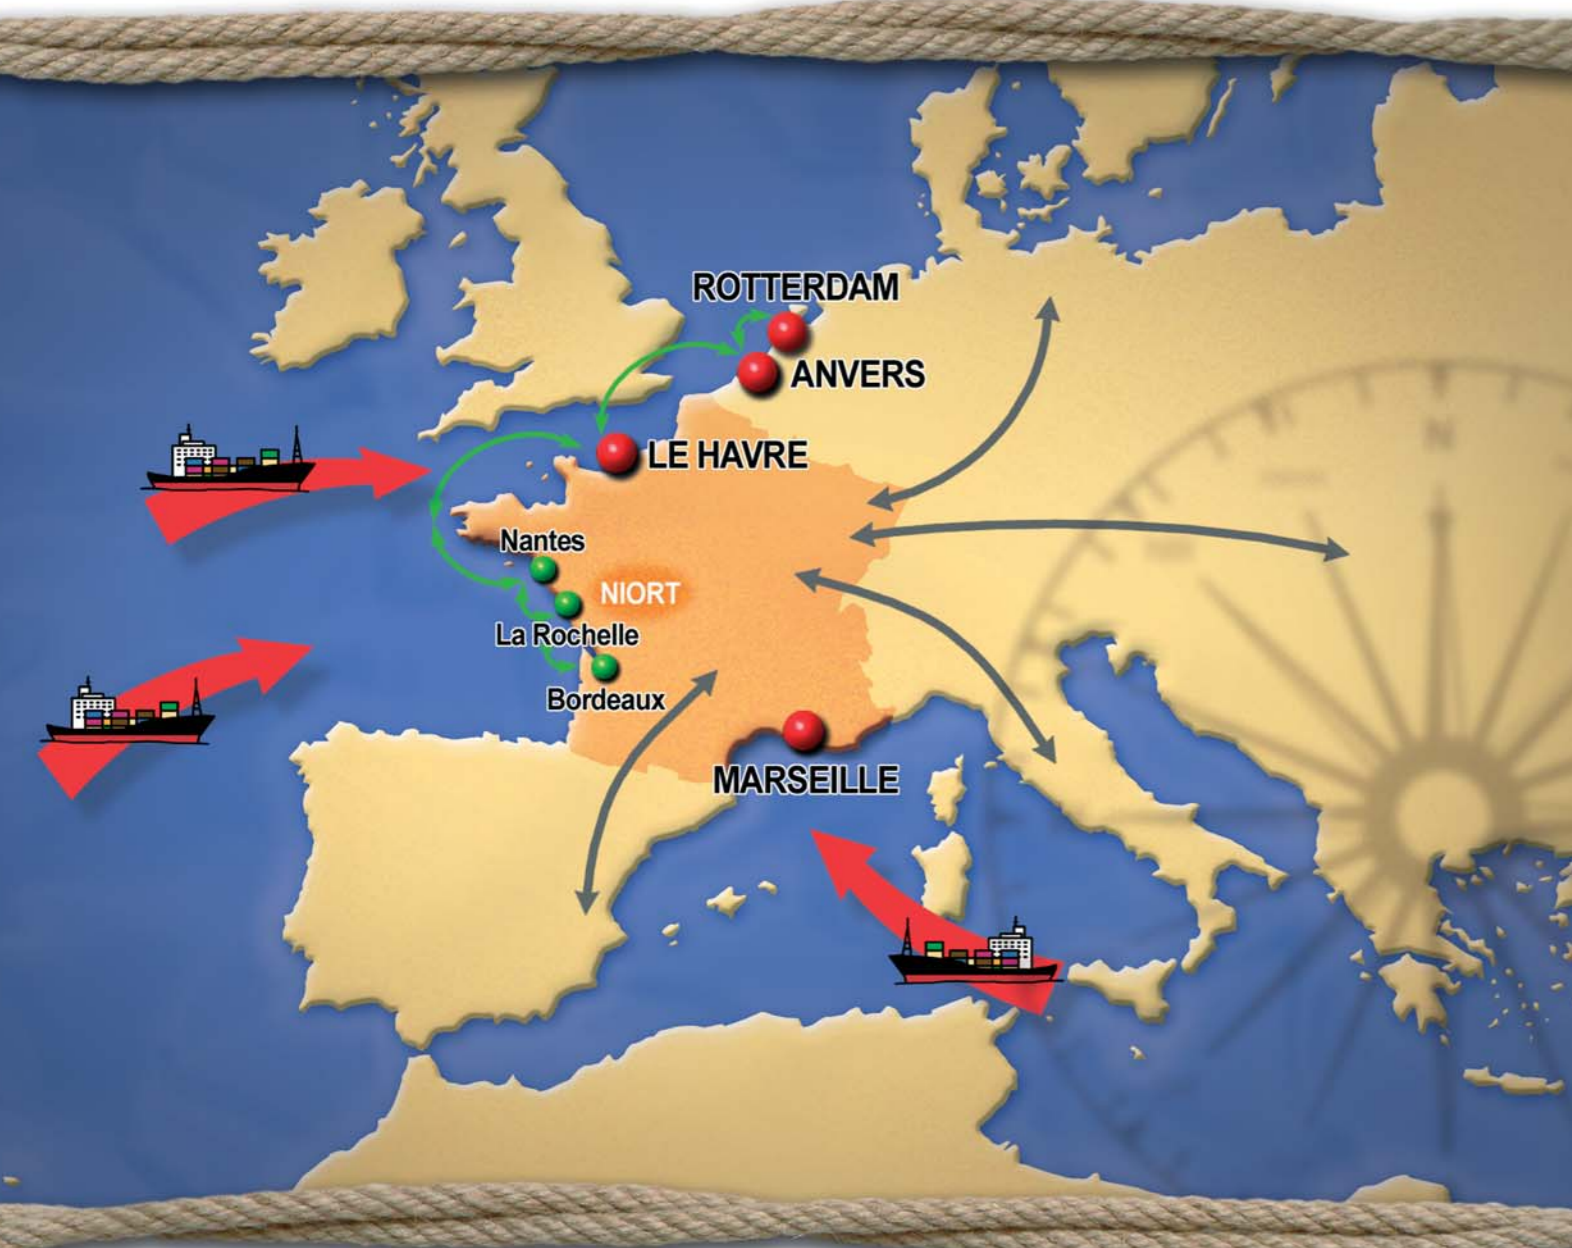 ROTTERDAM
ANVERS
LE HAVRE
Nantes
NIORT
La Rochelle
Bordeaux
MARSEILLE
N